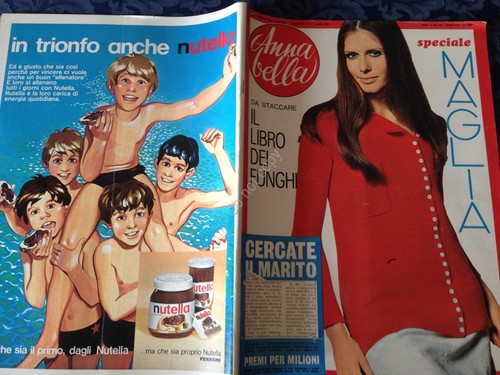 in trionfo anche nutella
Ed è giusto che sia così
perché per vincere ci vuole
anche un buon "alienatore"
E loro si allenano
tutti i giorni con Nutella.
Nutella è la loro carica di
energia quotidiana.
nutella
nutella
che sia il primo, dagli Nutella
...ma che sia proprio Nutella
FERRERO
Anna
bella
DA STACCARE
IL
LIBRO
DEI
FUNGHI
speciale
MAGLIA
CERCATE
IL MARITO
PREMI PER MILIONI